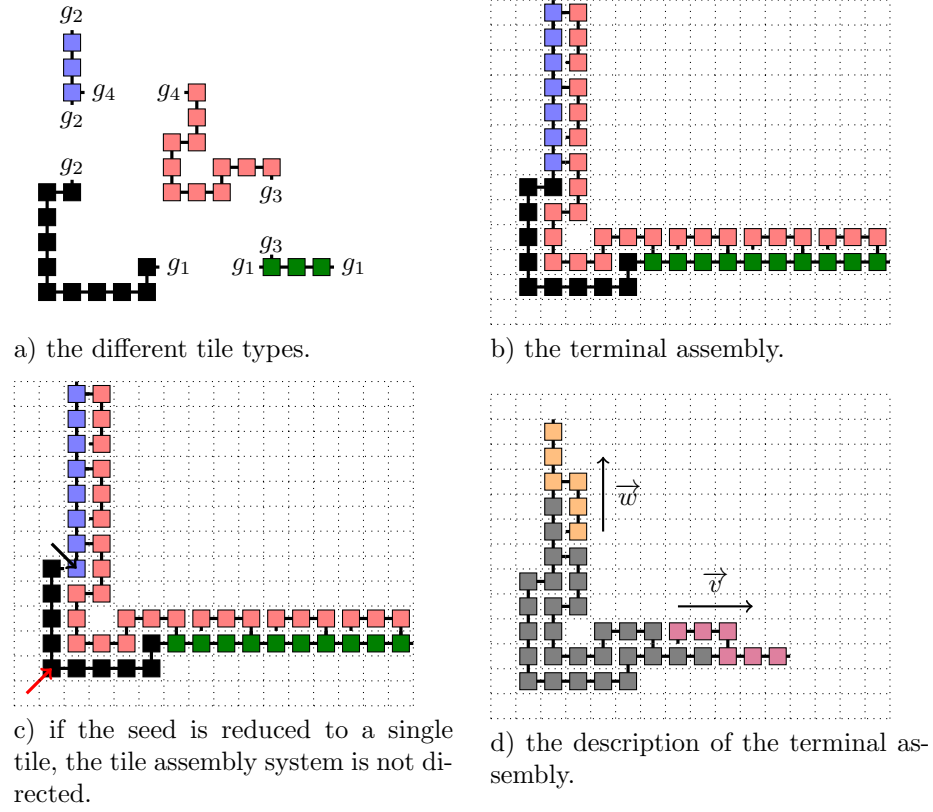 g2
g4
g2
g4
g2
g3
g3
g1
g1
g1
a) the different tile types.
b) the terminal assembly.
w
v
c) if the seed is reduced to a single
tile, the tile assembly system is not di-
rected.
d) the description of the terminal as-
sembly.